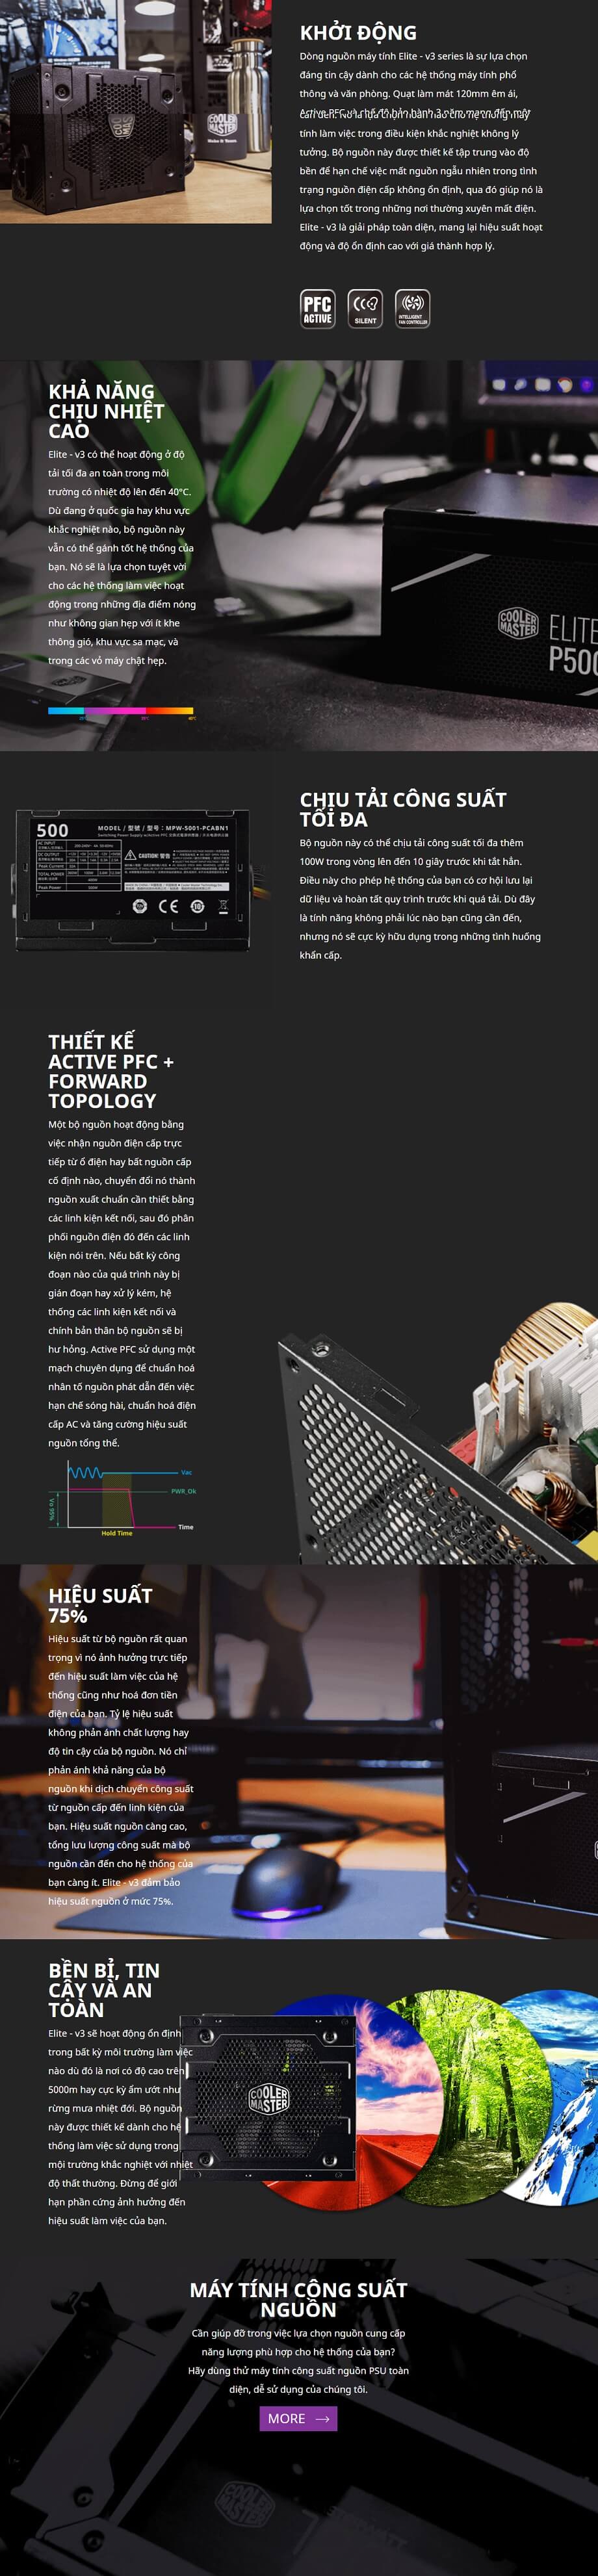 KHỞI ĐỘNG
Dòng nguồn máy tính Elite - v3 series là sự lựa chọn
đáng tin cậy dành cho các hệ thống máy tính phổ
thông và văn phòng. Quạt làm mát 120mm êm ái,
tính làm việc trong điều kiện khắc nghiệt không lý
tưởng. Bộ nguồn này được thiết kế tập trung vào độ
bền để hạn chế việc mất nguồn ngẫu nhiên trong tình
trạng nguồn điện cấp không ổn định, qua đó giúp nó là
lựa chọn tốt trong những nơi thường xuyên mất điện.
Elite - v3 là giải pháp toàn diện, mang lại hiệu suất hoạt
động và độ ổn định cao với giá thành hợp lý.
COOLER
MASTER
PFC
ACTIVE
SILENT
INTELLIGENT
FAN CONTROLLER
KHẢ NĂNG
CHỊU NHIỆT
CAO
Elite - v3 có thể hoạt động ở độ
tải tối đa an toàn trong môi
trường có nhiệt độ lên đến 40°C.
Dù đang ở quốc gia hay khu vực
khắc nghiệt nào, bộ nguồn này
vẫn có thể gánh tốt hệ thống của
bạn. Nó sẽ là lựa chọn tuyệt vời
cho các hệ thống làm việc hoạt
động trong những địa điểm nóng
như không gian hẹp với ít khe
thông gió, khu vực sa mạc, và
trong các vỏ máy chật hẹp.
COOLER
MASTER
ELITE
P500
CHỊU TẢI CÔNG SUẤT
TỐI ĐA
Bộ nguồn này có thể chịu tải công suất tối đa thêm
100W trong vòng lên đến 10 giây trước khi tắt hẳn.
Điều này cho phép hệ thống của bạn có cơ hội lưu lại
dữ liệu và hoàn tất quy trình trước khi quá tải. Dù đây
là tính năng không phải lúc nào bạn cũng cần đến,
nhưng nó sẽ cực kỳ hữu dụng trong những tình huống
khẩn cấp.
500
MODEL / 型號 / 型号 : MPW-5001-PCABN1
CAUTION! 警告
THIẾT KẾ
ACTIVE PFC +
FORWARD
TOPOLOGY
Một bộ nguồn hoạt động bằng
việc nhận nguồn điện cấp trực
tiếp từ ổ điện hay bất nguồn cấp
cố định nào, chuyển đổi nó thành
nguồn xuất chuẩn cần thiết bằng
các linh kiện kết nối, sau đó phân
phối nguồn điện đó đến các linh
kiện nói trên. Nếu bất kỳ công
đoạn nào của quá trình này bị
gián đoạn hay xử lý kém, hệ
thống các linh kiện kết nối và
chính bản thân bộ nguồn sẽ bị
hư hỏng. Active PFC sử dụng một
mạch chuyên dụng để chuẩn hoá
nhân tố nguồn phát dẫn đến việc
hạn chế sóng hài, chuẩn hoá điện
cấp AC và tăng cường hiệu suất
nguồn tổng thể.
Vac
PWR_Ok
Vo 95%
Time
Hold Time
HIỆU SUẤT
75%
Hiệu suất từ bộ nguồn rất quan
trọng vì nó ảnh hưởng trực tiếp
đến hiệu suất làm việc của hệ
thống cũng như hoá đơn tiền
điện của bạn. Tỷ lệ hiệu suất
không phản ánh chất lượng hay
độ tin cậy của bộ nguồn. Nó chỉ
phản ánh khả năng của bộ
nguồn khi dịch chuyển công suất
từ nguồn cấp đến linh kiện của
bạn. Hiệu suất nguồn càng cao,
tổng lưu lượng công suất mà bộ
nguồn cần đến cho hệ thống của
bạn càng ít. Elite - v3 đảm bảo
hiệu suất nguồn ở mức 75%.
BỀN BỈ, TIN
CẬY VÀ AN
TOÀN
Elite - v3 sẽ hoạt động ổn định
trong bất kỳ môi trường làm việc
nào dù đó là nơi có độ cao trên
5000m hay cực kỳ ẩm ướt như
rừng mưa nhiệt đới. Bộ nguồn
này được thiết kế dành cho hệ
thống làm việc sử dụng trong
mội trường khắc nghiệt với nhiệt
độ thất thường. Đừng để giới
hạn phần cứng ảnh hưởng đến
hiệu suất làm việc của bạn.
COOLER
MASTER
MÁY TÍNH CÔNG SUẤT
NGUỒN
Cần giúp đỡ trong việc lựa chọn nguồn cung cấp
năng lượng phù hợp cho hệ thống của bạn?
Hãy dùng thử máy tính công suất nguồn PSU toàn
diện, dễ sử dụng của chúng tôi.
MORE